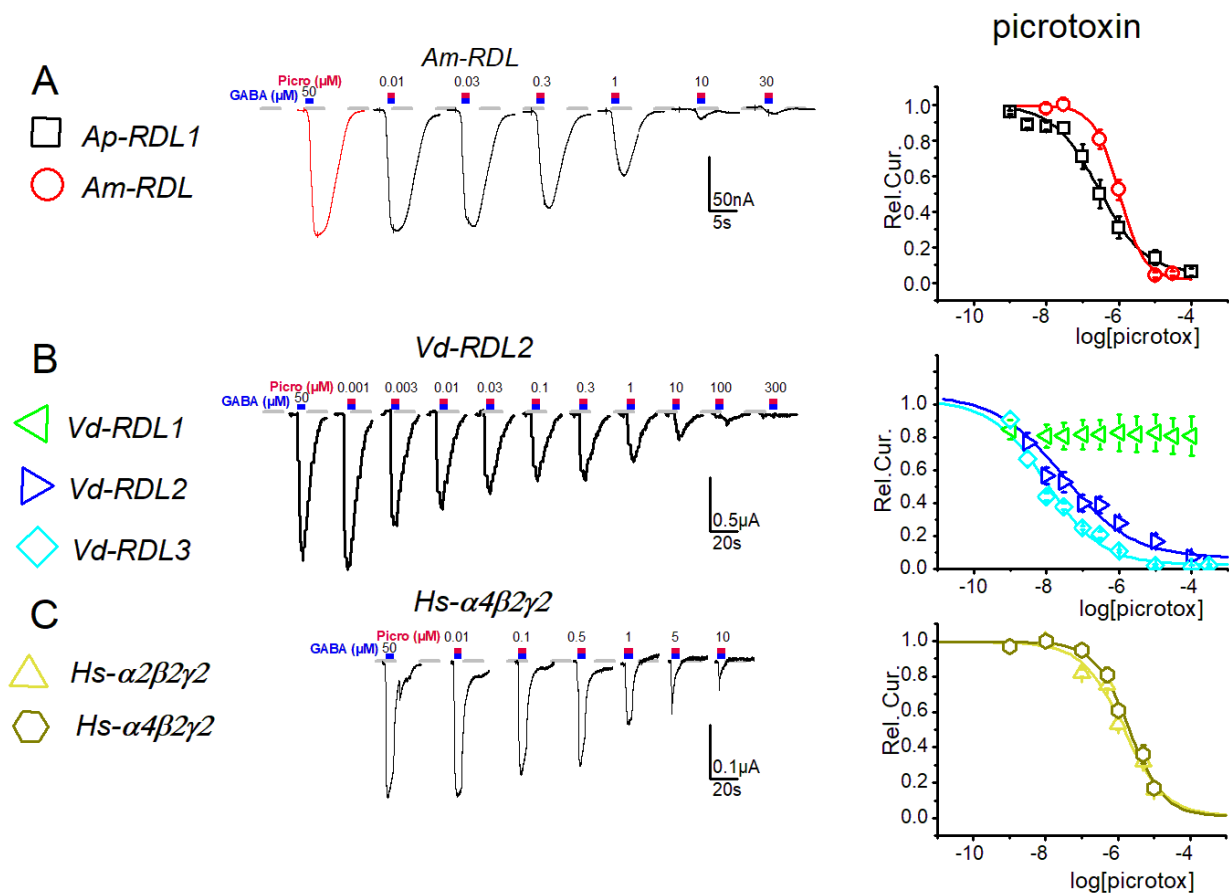 picrotoxin
A
Am-RDL
Picro (µM) 0.01 0.03 0.3 1 10 30
GABA (µM) 50
Ap-RDL1
Am-RDL
50nA
5s
Rel.Cur.
1.0
0.8
0.6
0.4
0.2
0.0
-10 -8 -6 -4
log[picrotox]
B
Vd-RDL2
Picro (µM) 0.001 0.003 0.01 0.03 0.1 0.3 1 10 100 300
GABA (µM) 50
Vd-RDL1
Vd-RDL2
Vd-RDL3
0.5µA
20s
Rel.Cur.
1.0
0.8
0.6
0.4
0.2
0.0
-10 -8 -6 -4
log[picrotox]
C
Hs-α4β2γ2
Picro (µM) 0.01 0.1 0.5 1 5 10
GABA (µM) 50
Hs-α2β2γ2
Hs-α4β2γ2
0.1µA
20s
Rel. Cur.
1.0
0.8
0.6
0.4
0.2
0.0
-10 -8 -6 -4
log[picrotox]